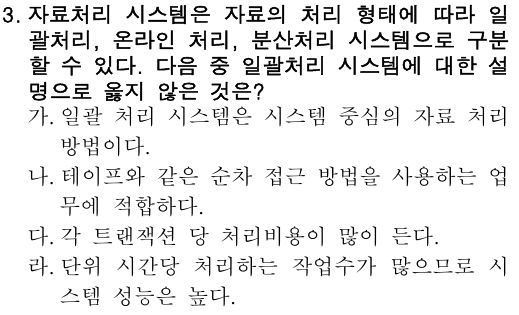 3. 자료처리 시스템은 자료의 처리 형태에 따라 일
괄처리, 온라인 처리, 분산처리 시스템으로 구분
할 수 있다. 다음 중 일괄처리 시스템에 대한 설
명으로 옳지 않은 것은?
가. 일괄 처리 시스템은 시스템 중심의 자료 처리
방법이다.
나. 테이프와 같은 순차 접근 방법을 사용하는 업
무에 적합하다.
다. 각 트랜잭션 당 처리비용이 많이 든다.
라. 단위 시간당 처리하는 작업수가 많으므로 시
스템 성능은 높다.